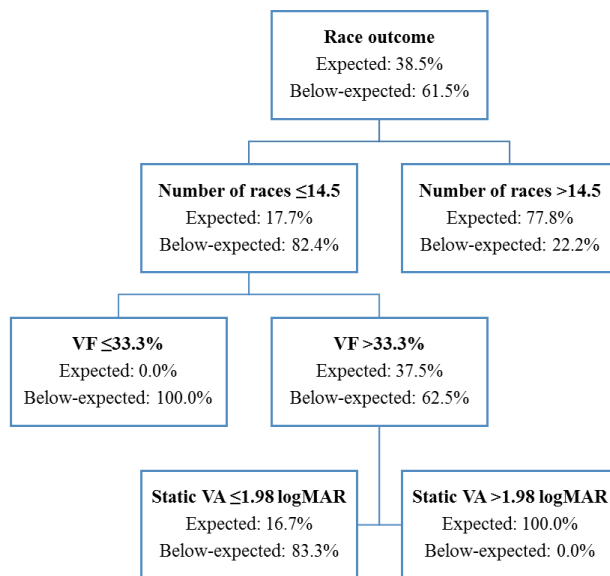 Race outcome
Expected: 38.5%
Below-expected: 61.5%
Number of races ≤14.5
Expected: 17.7%
Below-expected: 82.4%
Number of races >14.5
Expected: 77.8%
Below-expected: 22.2%
VF ≤33.3%
Expected: 0.0%
Below-expected: 100.0%
VF >33.3%
Expected: 37.5%
Below-expected: 62.5%
Static VA ≤1.98 logMAR
Expected: 16.7%
Below-expected: 83.3%
Static VA >1.98 logMAR
Expected: 100.0%
Below-expected: 0.0%